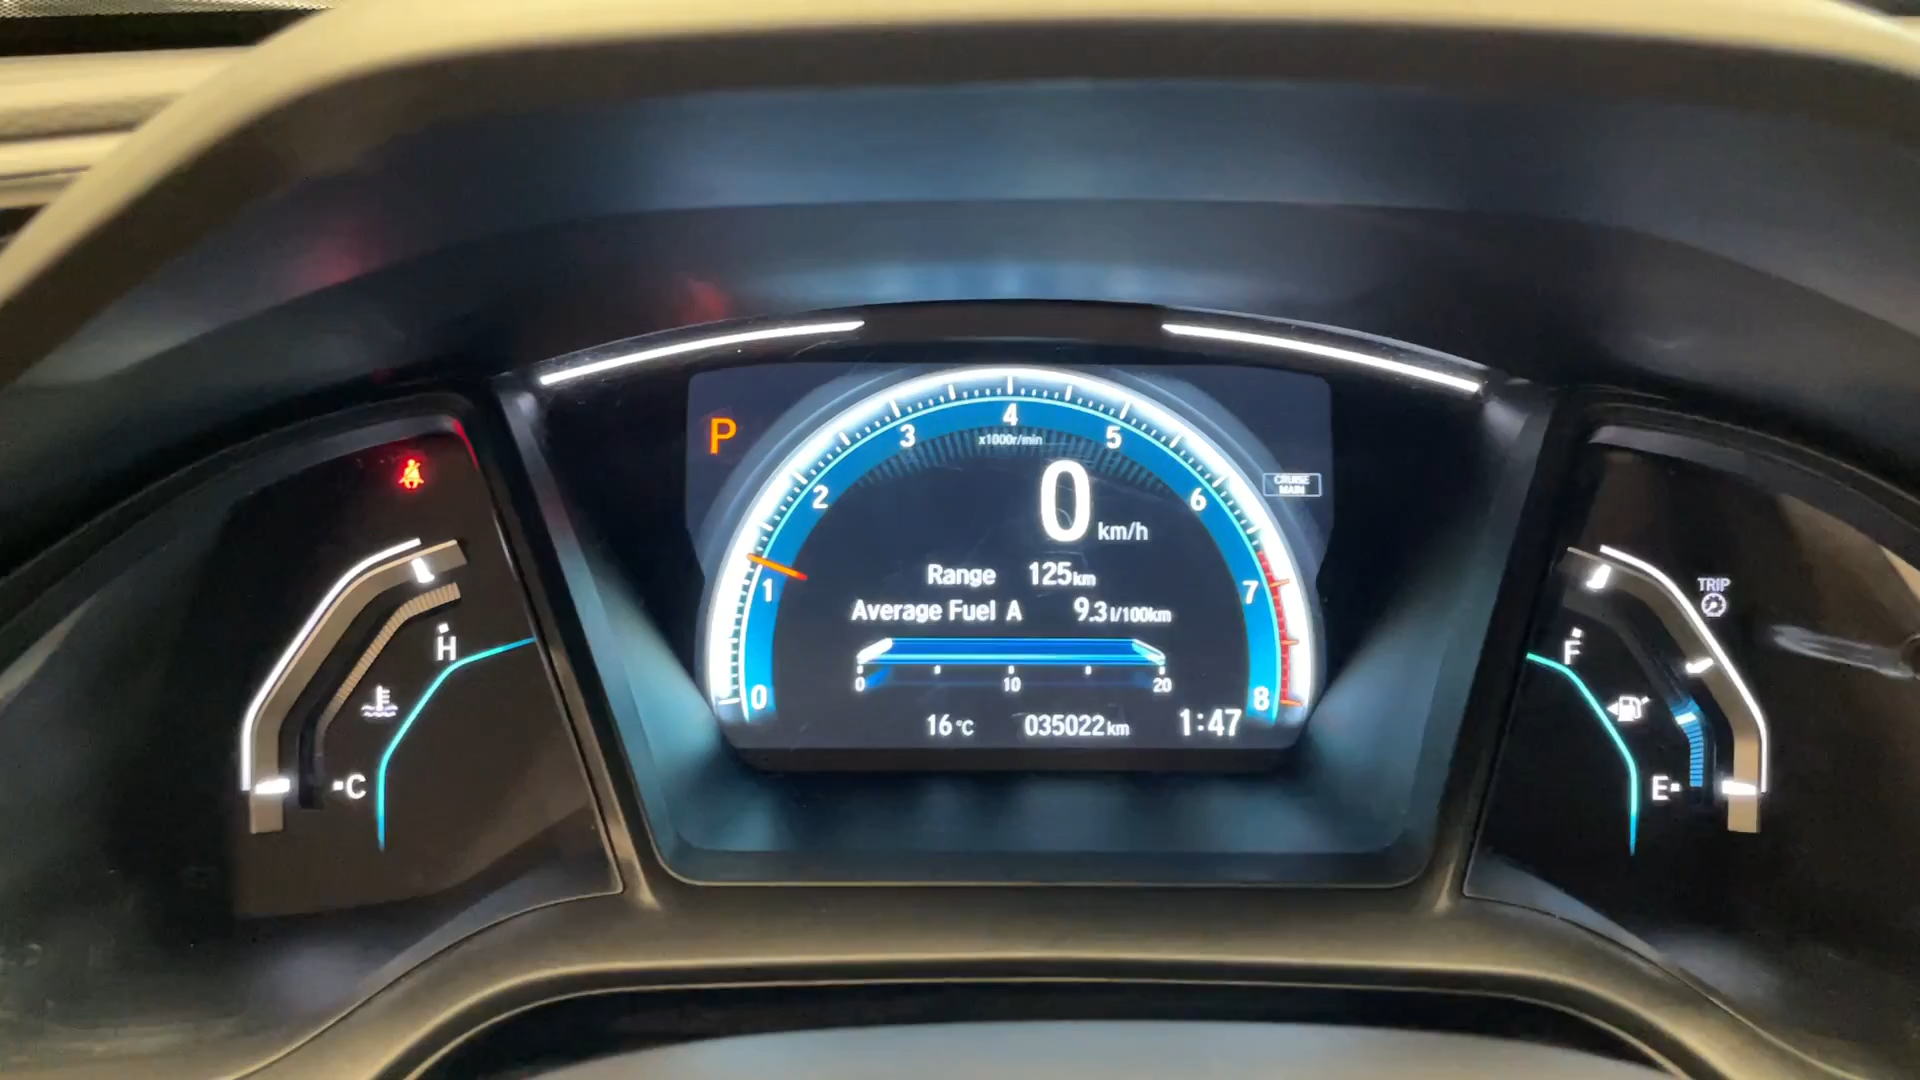 P
4
3
5
x1000r/min
2
6
0 km/h
CRUISE
MAIN
1
7
Range 125km
Average Fuel A 9.3l/100km
0 8
0 10 20
16°C 035022km 1:47
H
C
TRIP
F
E